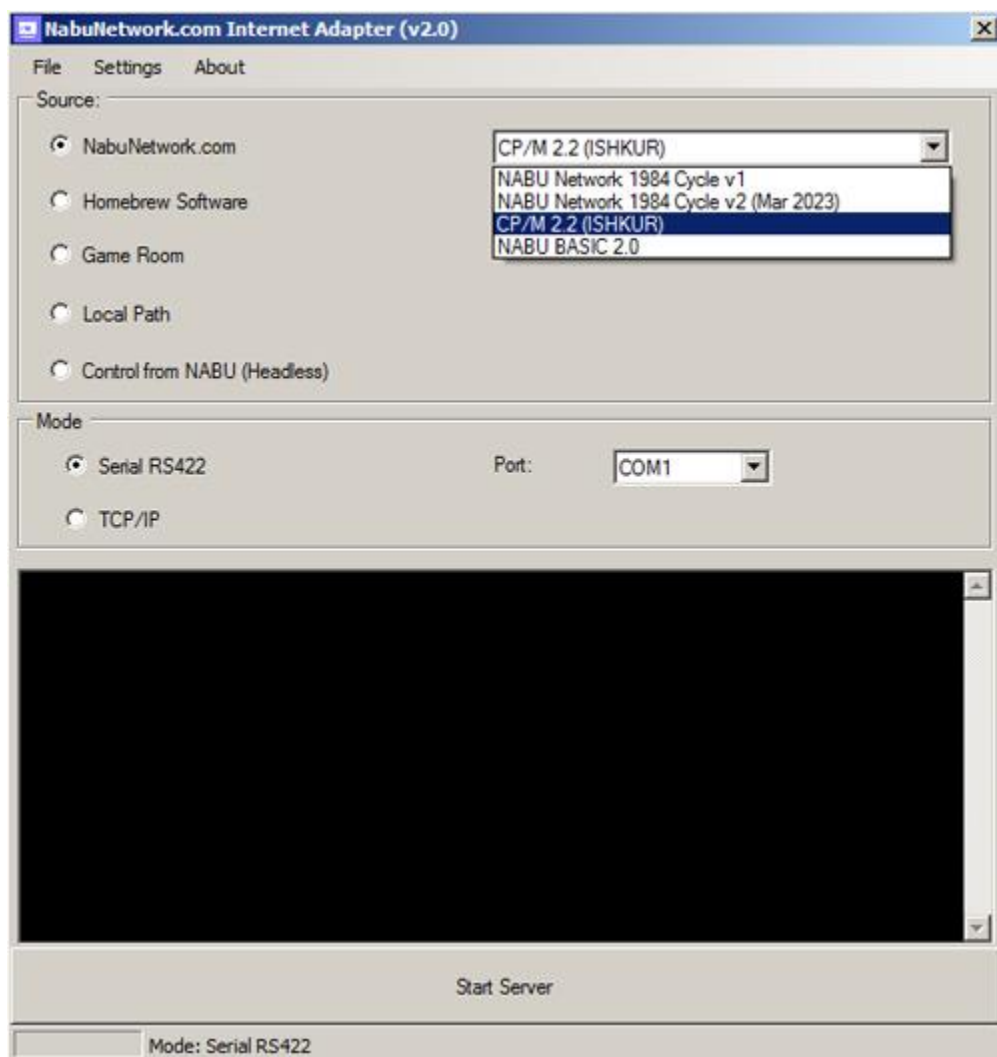 NabuNetwork.com Internet Adapter (v2.0)
File Settings About
Source:
NabuNetwork.com
CP/M 2.2 (ISHKUR)
NABU Network 1984 Cycle v1
NABU Network 1984 Cycle v2 (Mar 2023)
CP/M 2.2 (ISHKUR)
NABU BASIC 2.0
Homebrew Software
Game Room
Local Path
Control from NABU (Headless)
Mode
Serial RS422
Port:
COM1
TCP/IP
Start Server
Mode: Serial RS422